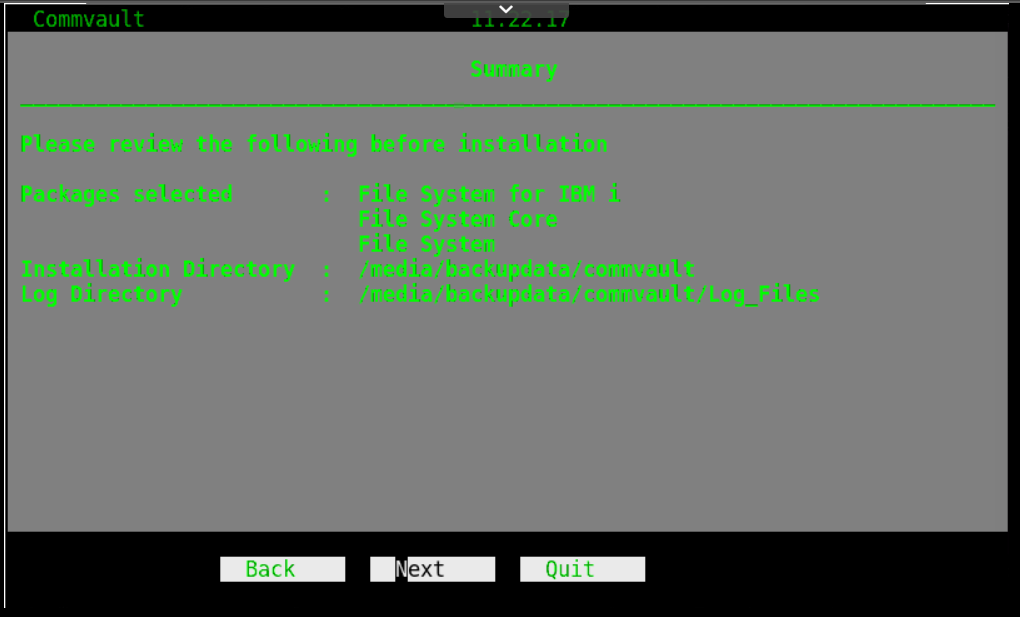 Commvault 11.22.17
Summary
Please review the following before installation
Packages selected : File System for IBM i
File System Core
File System
Installation Directory : /media/backupdata/commvault
Log Directory : /media/backupdata/commvault/Log_Files
Back Next Quit